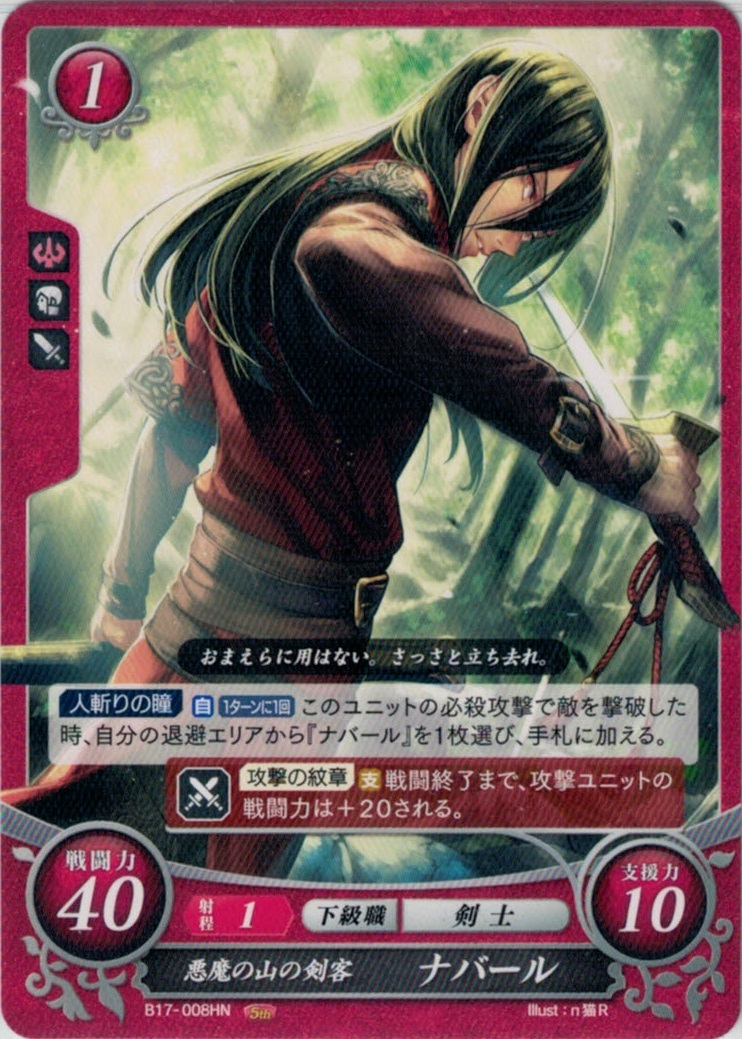 1
おまえらに用はない。さっさと立ち去れ。
人斬りの瞳 自 1ターンに1回 このユニットの必殺攻撃で敵を撃破した
時、自分の退避エリアから『ナバール』を1枚選び、手札に加える。
攻撃の紋章 支 戦闘終了まで、攻撃ユニットの
戦闘力は+20される。
戦闘力
40
射程 1 下級職 剣士
支援力
10
悪魔の山の剣客 ナバール
B17-008HN 5th Illust:n猫R